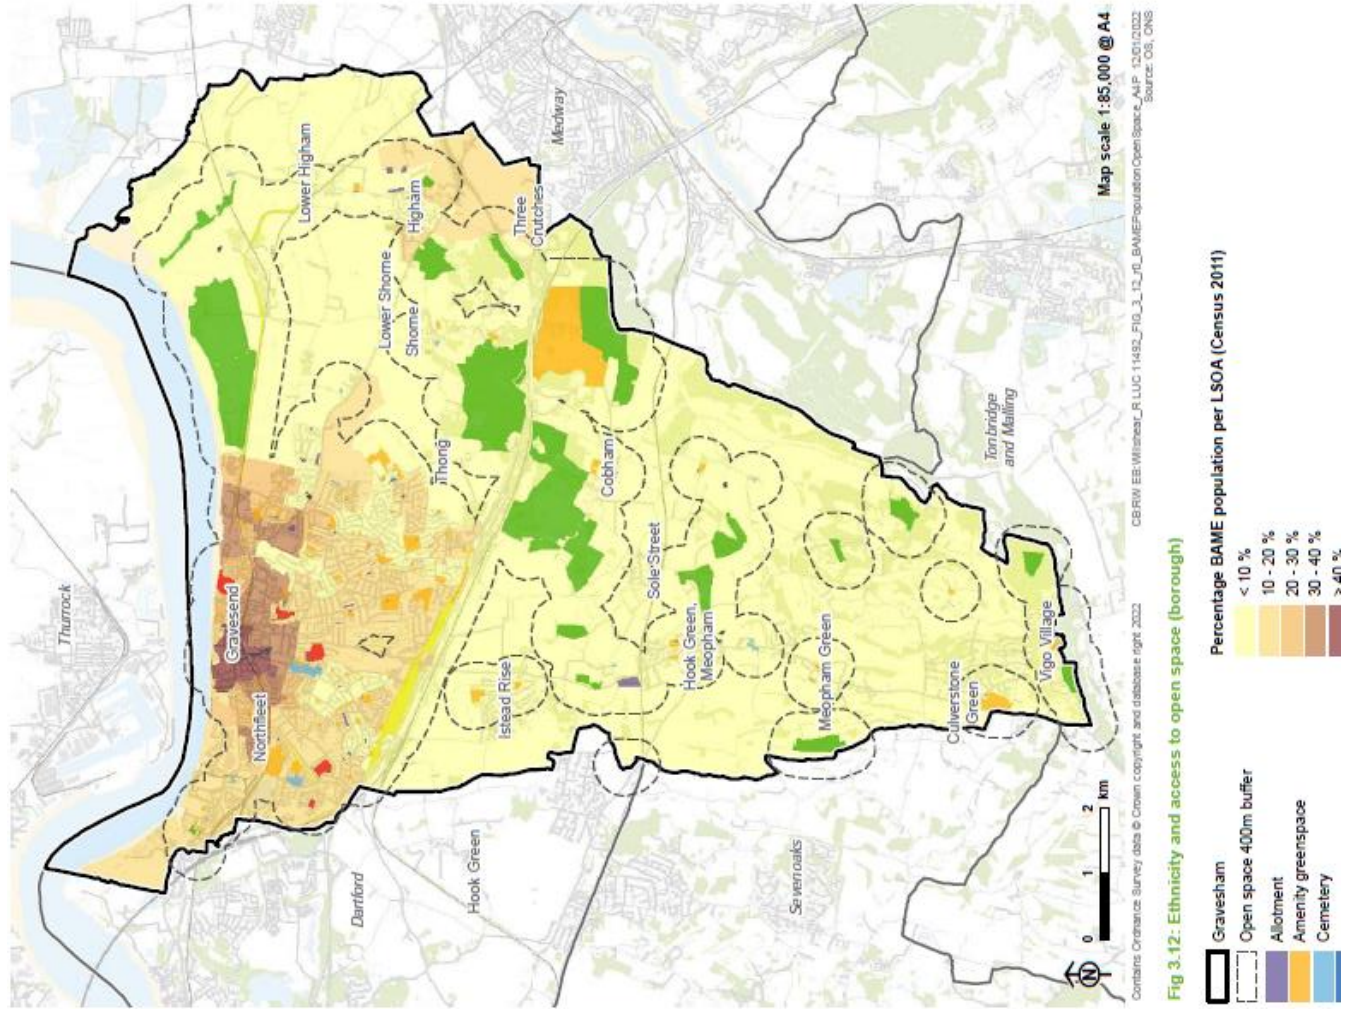 Thurrock
Gravesend
Northfleet
Lower Higham
Higham
Three
Crutches
Medway
Lower Shorne
Shorne
Thong
Cobham
Sole Street
Istead Rise
Hook Green,
Meopham
Meopham Green
Culverstone
Green
Vigo Village
Dartford
Hook Green
Sevenoaks
Tonbridge
and Malling
N
0 1 2
km
Map scale 1:85,000 @ A4
Contains Ordnance Survey data © Crown copyright and database right 2022
Source: OS, ONS
Fig 3.12: Ethnicity and access to open space (borough)
Gravesham
Open space 400m buffer
Allotment
Amenity greenspace
Cemetery
Percentage BAME population per LSOA (Census 2011)
< 10 %
10 - 20 %
20 - 30 %
30 - 40 %
> 40 %